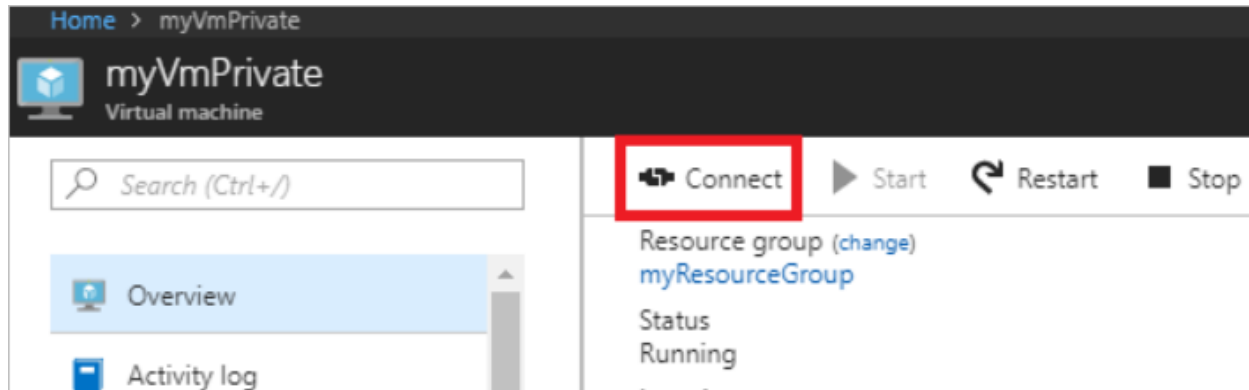 Home > myVmPrivate
myVmPrivate
Virtual machine
Search (Ctrl+/)
Connect Start Restart Stop
Resource group (change)
myResourceGroup
Overview
Status
Running
Activity log